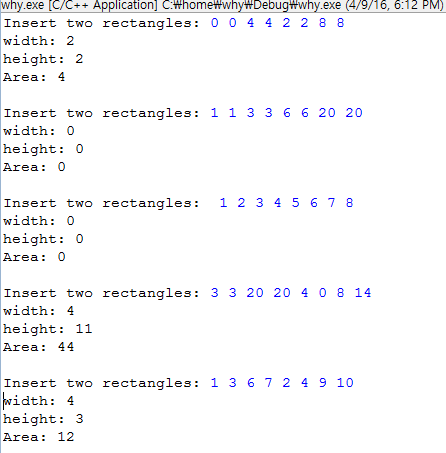 why.exe [C/C++ Application] C:₩home₩why₩Debug₩why.exe (4/9/16, 6:12 PM)
Insert two rectangles: 0 0 4 4 2 2 8 8
width: 2
height: 2
Area: 4
Insert two rectangles: 1 1 3 3 6 6 20 20
width: 0
height: 0
Area: 0
Insert two rectangles:  1 2 3 4 5 6 7 8
width: 0
height: 0
Area: 0
Insert two rectangles: 3 3 20 20 4 0 8 14
width: 4
height: 11
Area: 44
Insert two rectangles: 1 3 6 7 2 4 9 10
width: 4
height: 3
Area: 12